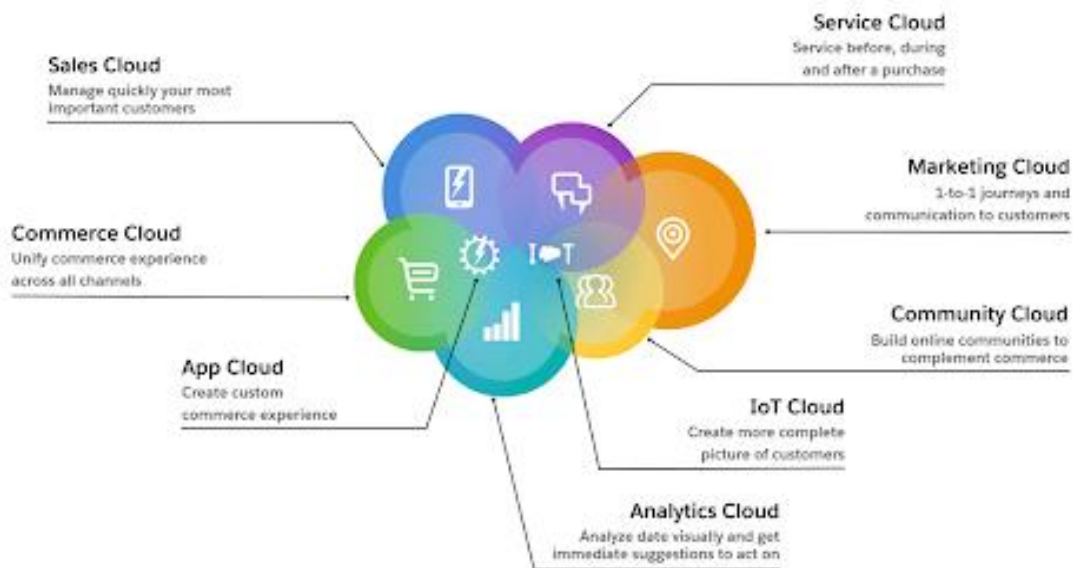 Service Cloud
Service before, during
and after a purchase
Sales Cloud
Manage quickly your most
important customers
Marketing Cloud
1-to-1 journeys and
communication to customers
Commerce Cloud
Unify commerce experience
across all channels
IoT
Community Cloud
Build online communities to
complement commerce
App Cloud
Create custom
commerce experience
IoT Cloud
Create more complete
picture of customers
Analytics Cloud
Analyze date visually and get
immediate suggestions to act on